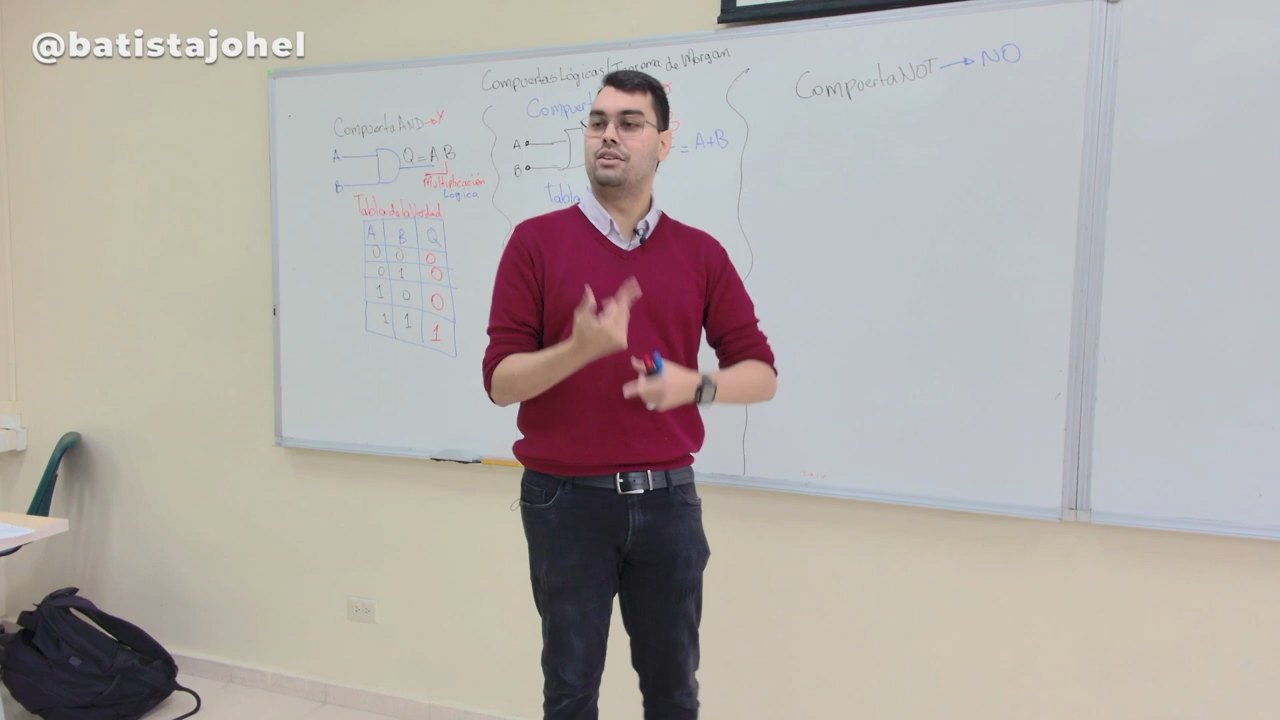 @batistajohel
Compuertas Lógicas/Teorema de Morgan
Compuerta AND→Y
A
B
Q=A.B
Multiplicación
Lógica
Tabla de la Verdad
A B Q
0 0 0
0 1 0
1 0 0
1 1 1
Compuert
A
B
= A+B
Tabla
Compuerta NOT → NO